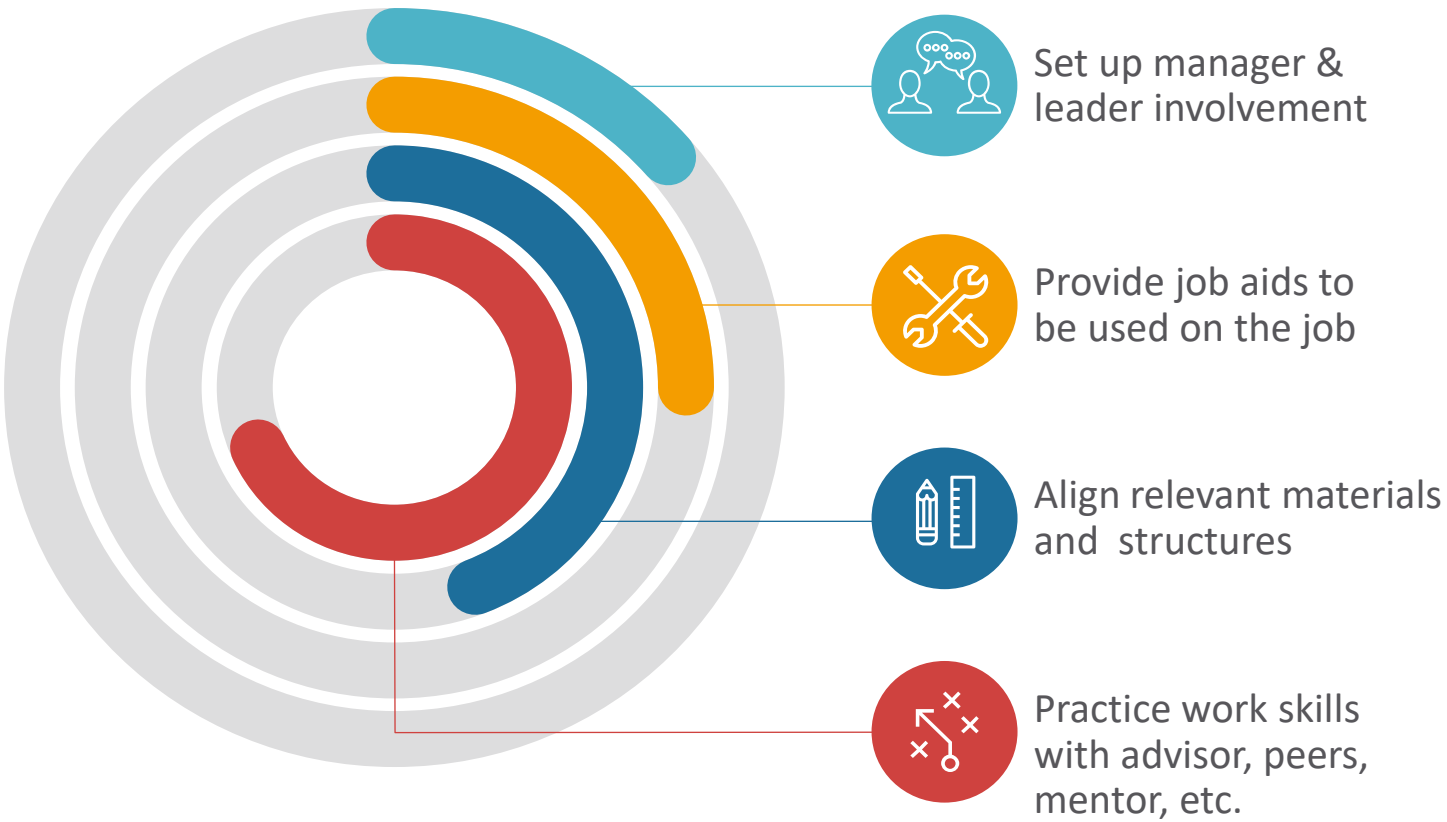 Set up manager &
leader involvement
Provide job aids to
be used on the job
Align relevant materials
and  structures
Practice work skills
with advisor, peers,
mentor, etc.